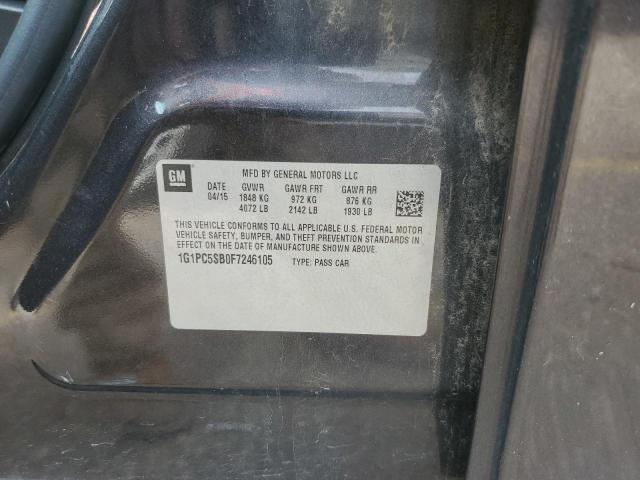 GM
MFD BY GENERAL MOTORS LLC
DATE GVWR GAWR FRT GAWR RR
04/15 1848 KG 972 KG 876 KG
4072 LB 2142 LB 1930 LB
THIS VEHICLE CONFORMS TO ALL APPLICABLE U.S. FEDERAL MOTOR
VEHICLE SAFETY, BUMPER, AND THEFT PREVENTION STANDARDS IN
EFFECT ON THE DATE OF MANUFACTURE SHOWN ABOVE.
1G1PC5SB0F7246105 TYPE: PASS CAR